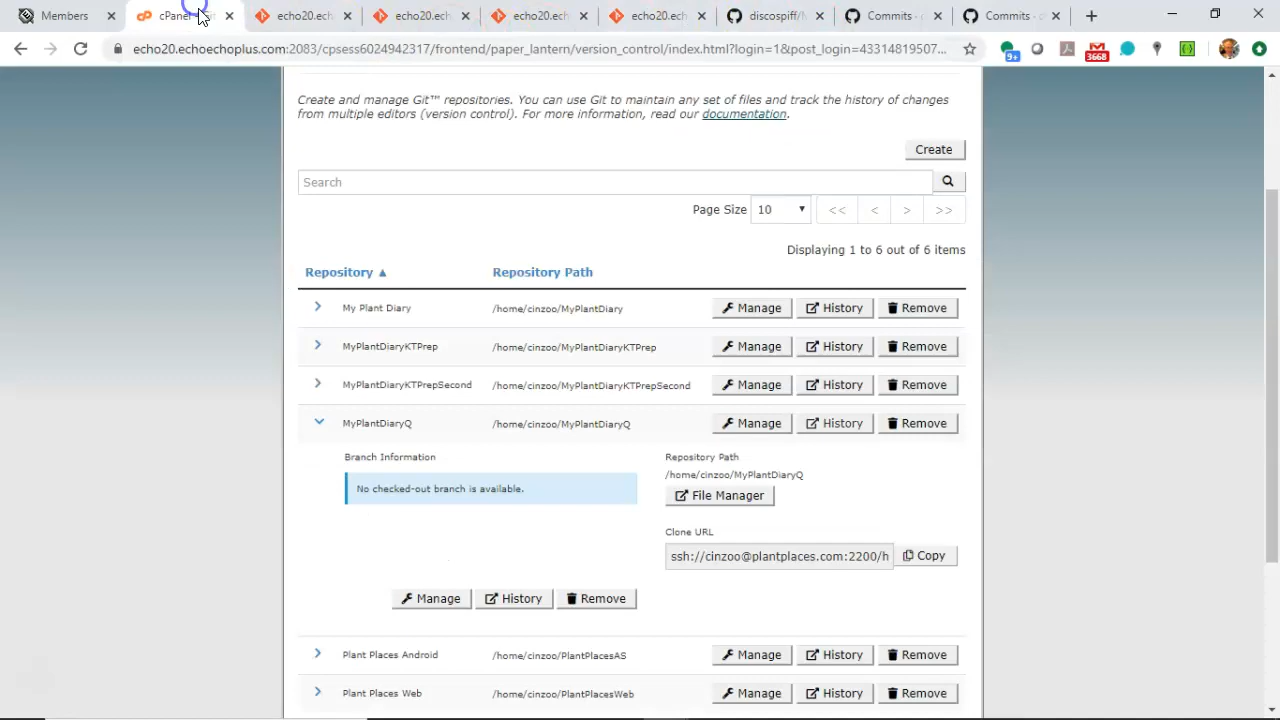 Members
cPanel
echo20.ech
echo20.ech
echo20.ech
echo20.ech
discospiff/M
Commits -
Commits - d
echo20.echoechoplus.com:2083/cpsess6024942317/frontend/paper_lantern/version_control/index.html?login=1&post_login=43314819507...
9+
3668
Create and manage Git™ repositories. You can use Git to maintain any set of files and track the history of changes
from multiple editors (version control). For more information, read our documentation.
Create
Search
Page Size 10 << < > >>
Displaying 1 to 6 out of 6 items
Repository ▲ Repository Path
My Plant Diary /home/cinzoo/MyPlantDiary Manage History Remove
MyPlantDiaryKTPrep /home/cinzoo/MyPlantDiaryKTPrep Manage History Remove
MyPlantDiaryKTPrepSecond /home/cinzoo/MyPlantDiaryKTPrepSecond Manage History Remove
MyPlantDiaryQ /home/cinzoo/MyPlantDiaryQ Manage History Remove
Branch Information Repository Path
/home/cinzoo/MyPlantDiaryQ
No checked-out branch is available. File Manager
Clone URL
ssh://cinzoo@plantplaces.com:2200/h Copy
Manage History Remove
Plant Places Android /home/cinzoo/PlantPlacesAS Manage History Remove
Plant Places Web /home/cinzoo/PlantPlacesWeb Manage History Remove